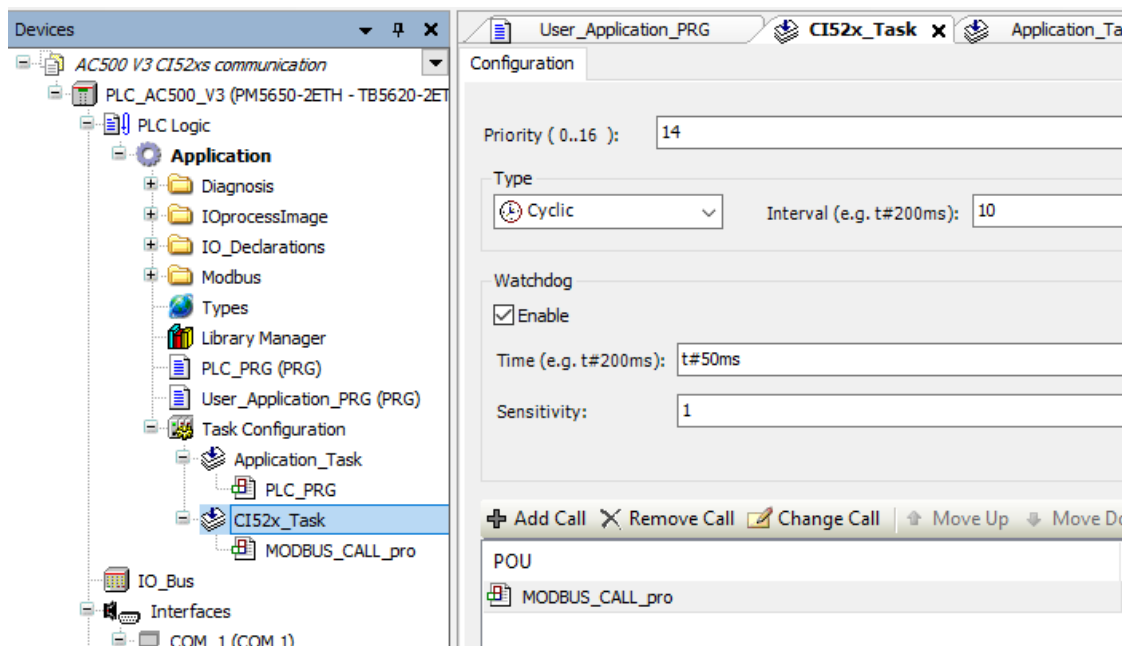 Devices
AC500 V3 CI52xs communication
PLC_AC500_V3 (PM5650-2ETH - TB5620-2ET
PLC Logic
Application
Diagnosis
IOprocessImage
IO_Declarations
Modbus
Types
Library Manager
PLC_PRG (PRG)
User_Application_PRG (PRG)
Task Configuration
Application_Task
PLC_PRG
CI52x_Task
MODBUS_CALL_pro
IO_Bus
Interfaces
COM_1 (COM 1)
User_Application_PRG CI52x_Task Application_Ta
Configuration
Priority ( 0..16 ): 14
Type
Cyclic Interval (e.g. t#200ms): 10
Watchdog
Enable
Time (e.g. t#200ms): t#50ms
Sensitivity: 1
Add Call Remove Call Change Call Move Up Move Do
POU
MODBUS_CALL_pro